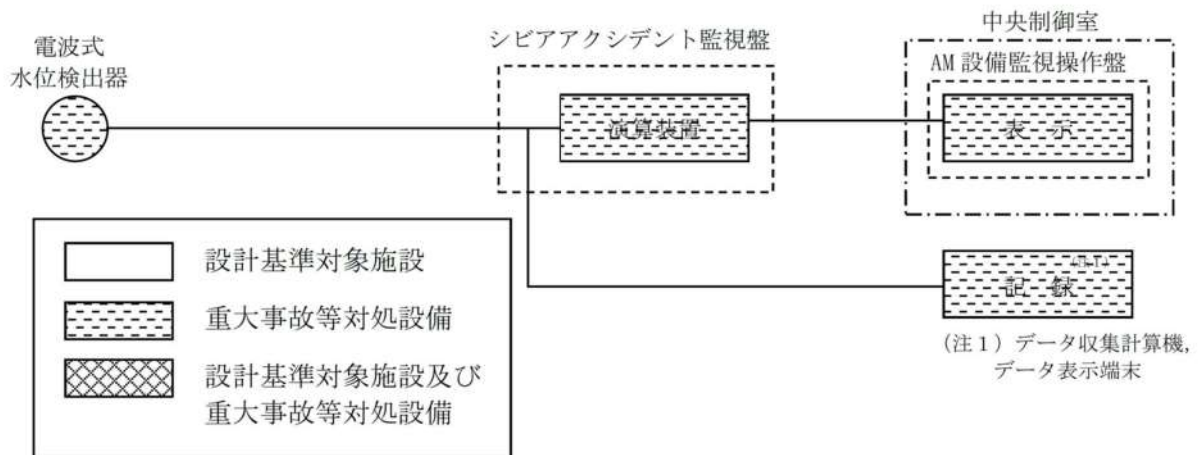 電波式
水位検出器
シビアアクシデント監視盤
演算装置
中央制御室
AM 設備監視操作盤
表 示
(注1)
記 録
(注1)データ収集計算機,
データ表示端末
設計基準対象施設
重大事故等対処設備
設計基準対象施設及び
重大事故等対処設備